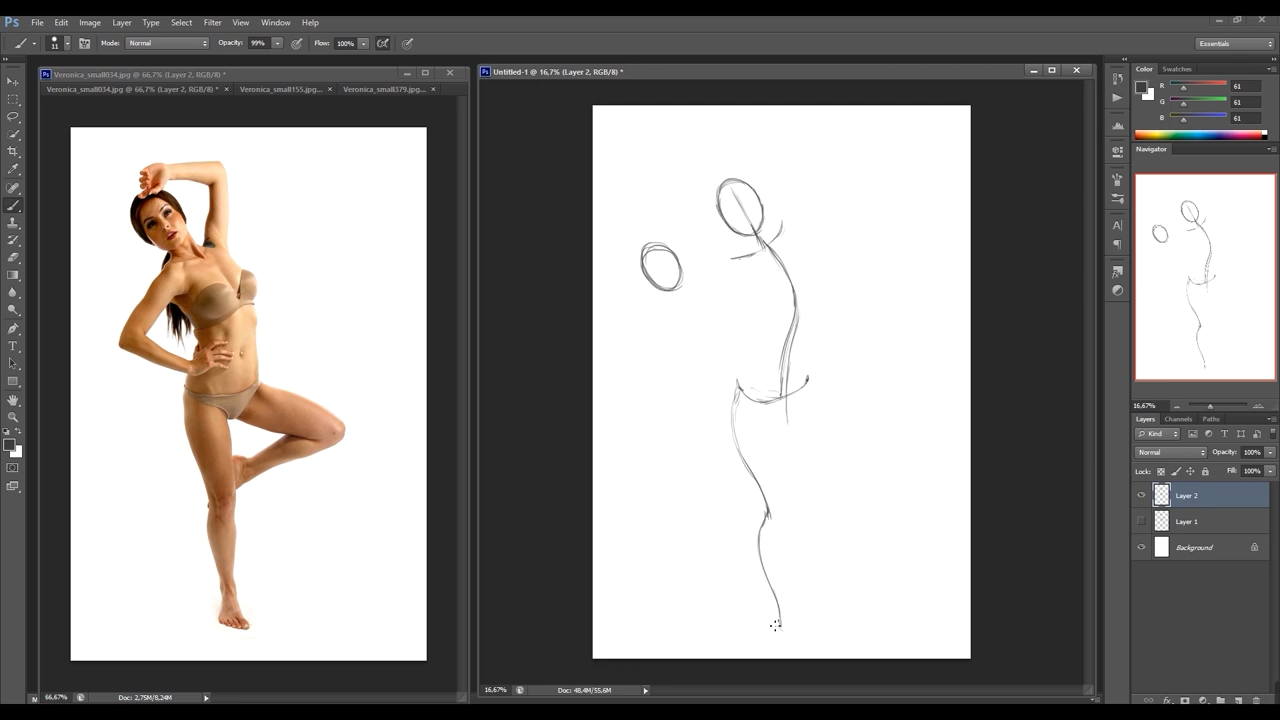 Ps File Edit Image Layer Type Select Filter View Window Help
11 Mode: Normal Opacity: 99% Flow: 100% Essentials
Veronica_small034.jpg @ 66,7% (Layer 2, RGB/8) *
Veronica_small034.jpg @ 66,7% (Layer 2, RGB/8) * × Veronica_small155.jpg... × Veronica_small379.jpg... ×
Untitled-1 @ 16,7% (Layer 2, RGB/8) *
Color Swatches
R 61
G 61
B 61
Navigator
16,67%
Layers Channels Paths
Kind
Normal Opacity: 100%
Lock: Fill: 100%
Layer 2
Layer 1
Background
66,67% Doc: 2,75M/8,24M
16,67% Doc: 48,4M/55,6M